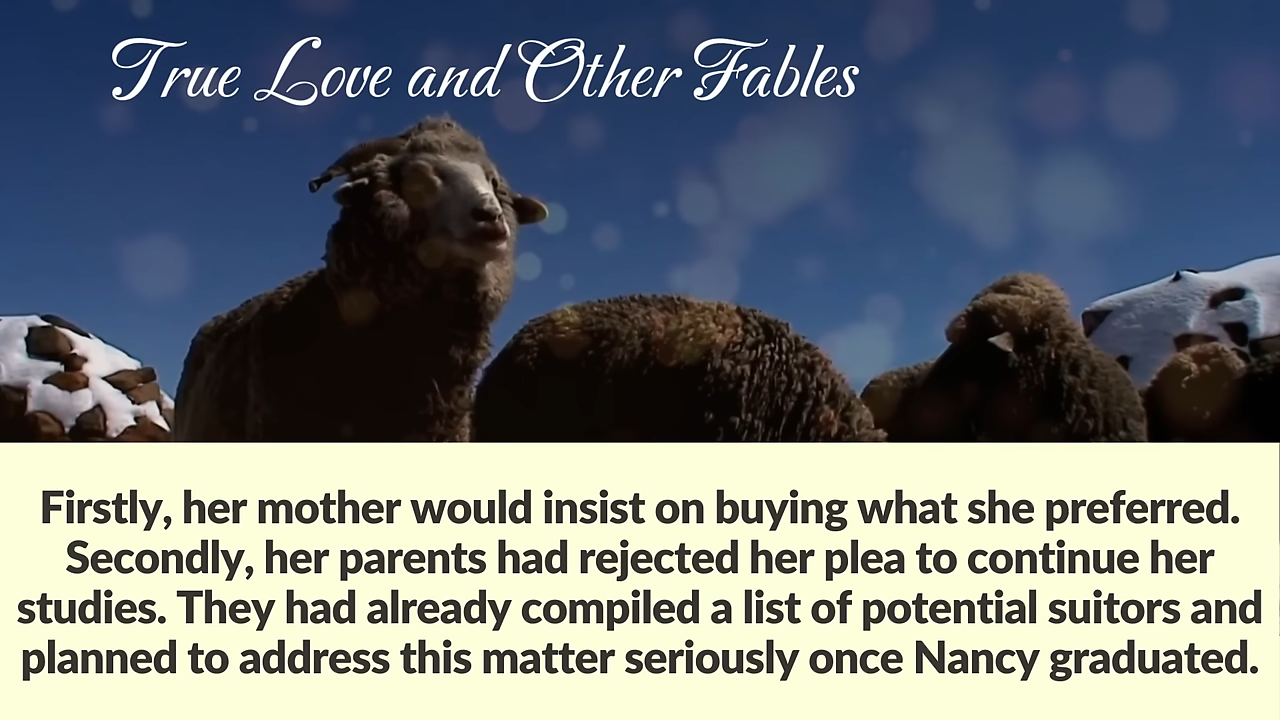 True Love and Other Fables
Firstly, her mother would insist on buying what she preferred.
Secondly, her parents had rejected her plea to continue her
studies. They had already compiled a list of potential suitors and
planned to address this matter seriously once Nancy graduated.